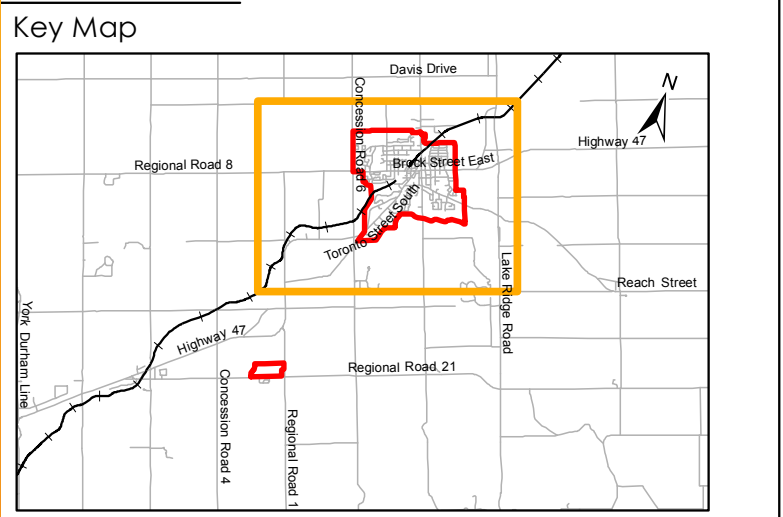 Key Map
Davis Drive
N
Concession Road 6
Highway 47
Brock Street East
Regional Road 8
Toronto Street South
Lake Ridge Road
Reach Street
York Durham Line
Highway 47
Regional Road 21
Concession Road 4
Regional Road 1